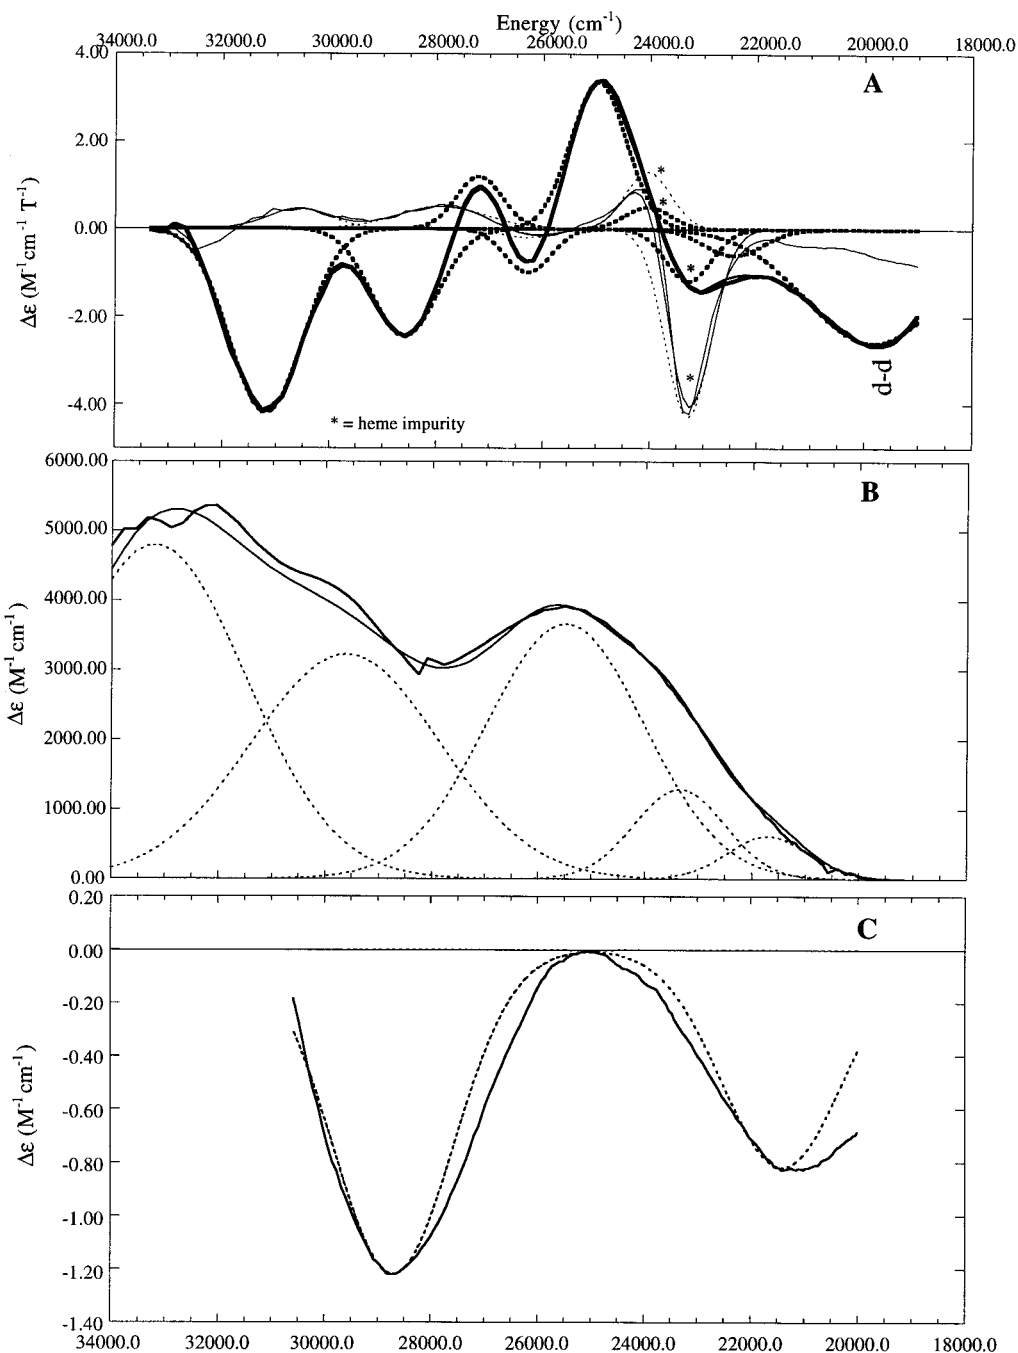 Energy (cm-1)
34000.0 32000.0 30000.0 28000.0 26000.0 24000.0 22000.0 20000.0 18000.0
4.00
A
2.00
*
*
0.00
*
Δε (M-1cm-1 T-1)
-2.00
d-d
*
-4.00
* = heme impurity
6000.00
B
5000.00
4000.00
Δε (M-1cm-1)
3000.00
2000.00
1000.00
0.00
0.20
C
0.00
-0.20
-0.40
Δε (M-1cm-1)
-0.60
-0.80
-1.00
-1.20
-1.40
34000.0 32000.0 30000.0 28000.0 26000.0 24000.0 22000.0 20000.0 18000.0